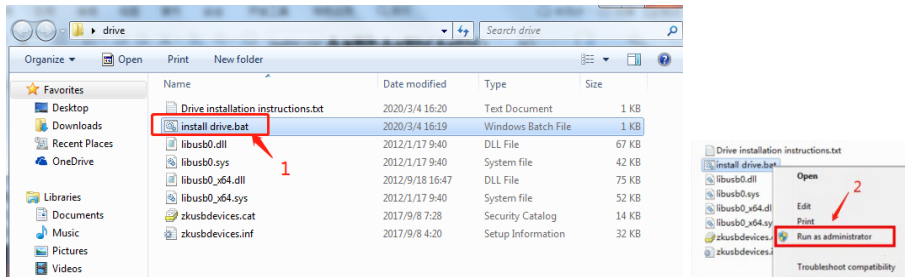 drive
Search drive
Organize
Open
Print
New folder
Favorites
Desktop
Downloads
Recent Places
OneDrive
Libraries
Documents
Music
Pictures
Videos
Name Date modified Type Size
Drive installation instructions.txt 2020/3/4 16:20 Text Document 1 KB
install drive.bat 2020/3/4 16:19 Windows Batch File 1 KB
libusb0.dll 2012/1/17 9:40 DLL File 67 KB
libusb0.sys 2012/1/17 9:40 System file 42 KB
libusb0_x64.dll 2012/9/18 16:47 DLL File 75 KB
libusb0_x64.sys 2012/1/17 9:40 System file 52 KB
zkusbdevices.cat 2017/9/8 7:28 Security Catalog 14 KB
zkusbdevices.inf 2017/9/8 4:20 Setup Information 32 KB
1
Drive installation instructions.txt
install drive.bat
libusb0.dll
libusb0.sys
libusb0_x64.dl
libusb0_x64.sy
zkusbdevices.
zkusbdevices.i
Open
Edit
Print
Run as administrator
Troubleshoot compatibility
2